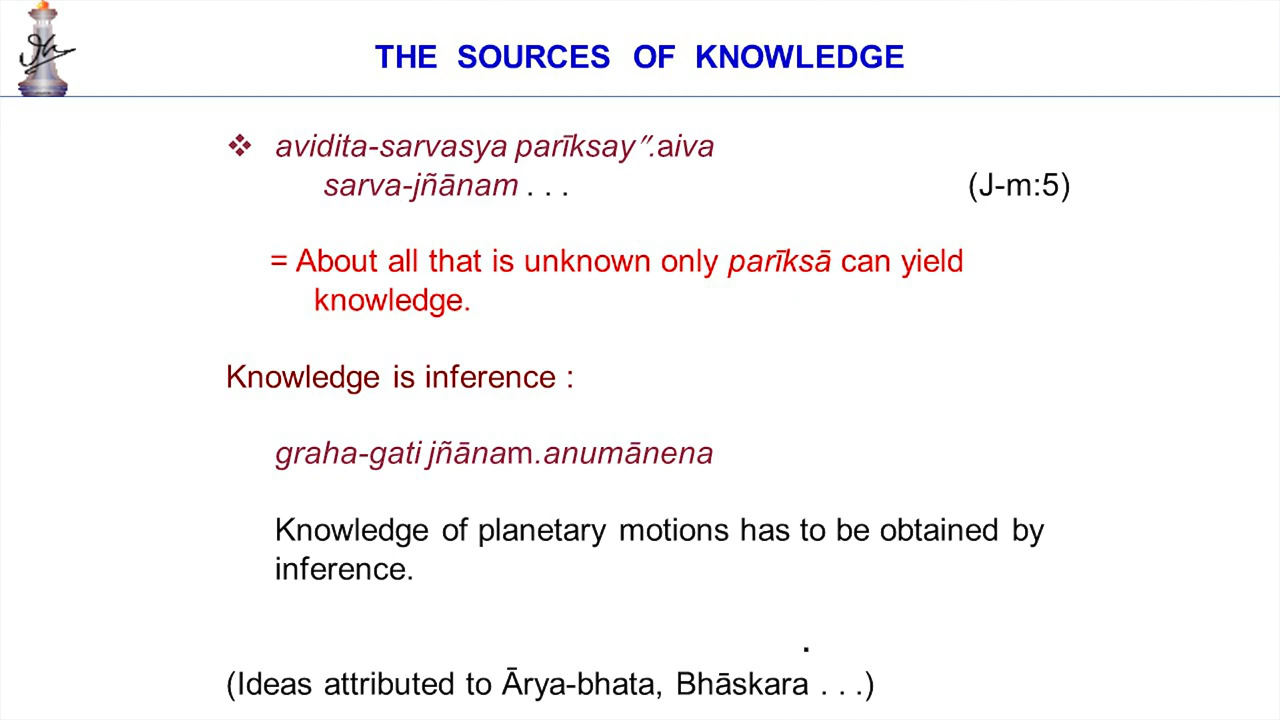 THE SOURCES OF KNOWLEDGE
❖ avidita-sarvasya parīksay″.aiva
sarva-jñānam . . . (J-m:5)
= About all that is unknown only parīksā can yield
knowledge.
Knowledge is inference :
graha-gati jñānam.anumānena
Knowledge of planetary motions has to be obtained by
inference.
.
(Ideas attributed to Ārya-bhata, Bhāskara . . .)